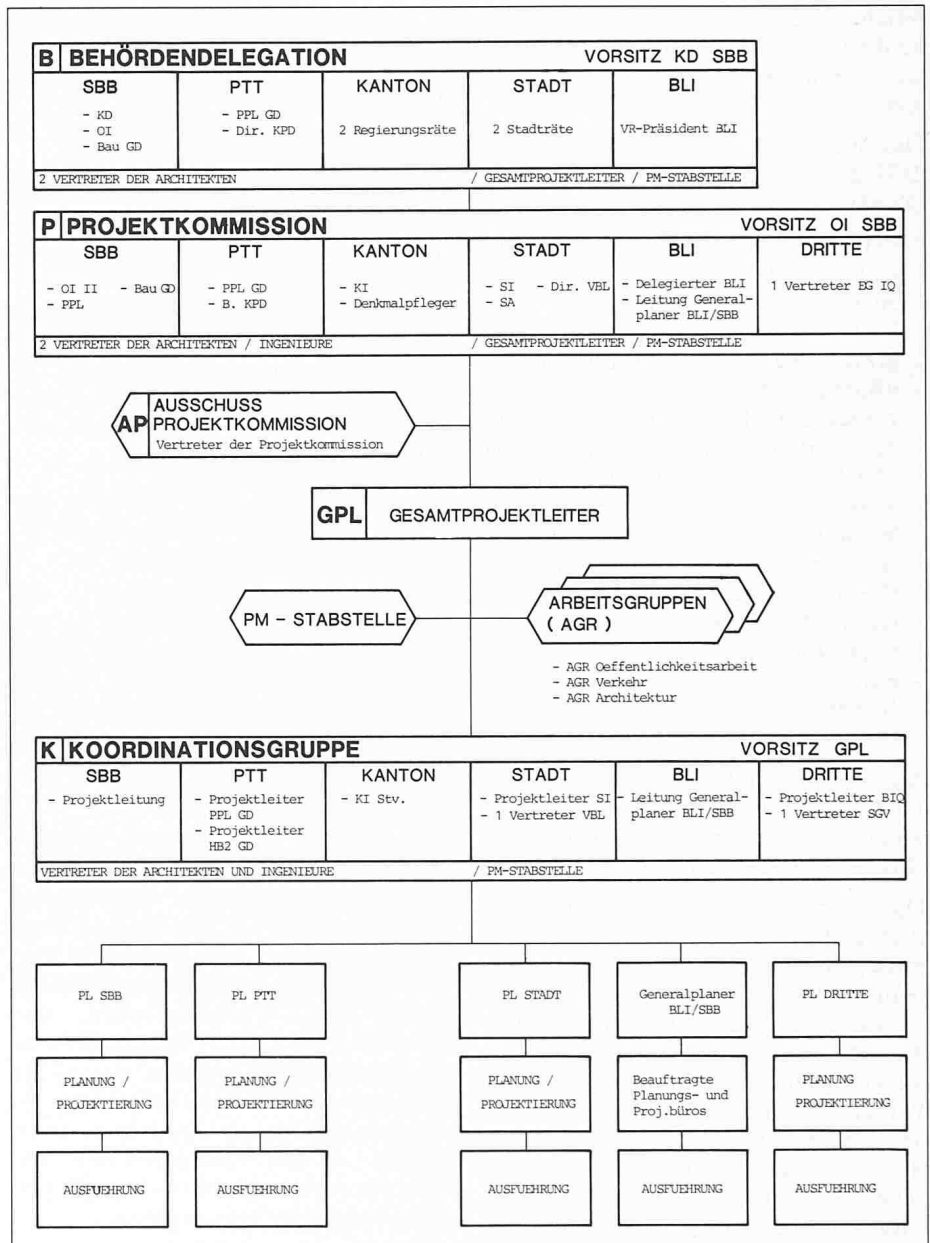 B BEHÖRDENDELEGATION VORSITZ KD SBB
SBB PTT KANTON STADT BLI
- KD - PPL GD
- OI - Dir. KPD 2 Regierungsräte 2 Stadträte VR-Präsident BLI
- Bau GD
2 VERTRETER DER ARCHITEKTEN / GESAMTPROJEKTLEITER / PM-STABSTELLE
P PROJEKTKOMMISSION VORSITZ OI SBB
SBB PTT KANTON STADT BLI DRITTE
- OI II - Bau GD - PPL GD - KI - SI - Dir. VBL - Delegierter BLI 1 Vertreter EG IQ
- PPL - B. KPD - Denkmalpfleger - SA - Leitung General-
planer BLI/SBB
2 VERTRETER DER ARCHITEKTEN / INGENIEURE / GESAMTPROJEKTLEITER / PM-STABSTELLE
AUSSCHUSS
AP PROJEKTKOMMISSION
Vertreter der Projektkommission
GPL GESAMTPROJEKTLEITER
PM - STABSTELLE
ARBEITSGRUPPEN
( AGR )
- AGR Oeffentlichkeitsarbeit
- AGR Verkehr
- AGR Architektur
K KOORDINATIONSGRUPPE VORSITZ GPL
SBB PTT KANTON STADT BLI DRITTE
- Projektleitung - Projektleiter - KI Stv. - Projektleiter SI - Leitung General- - Projektleiter BIQ
PPL GD - 1 Vertreter VBL planer BLI/SBB - 1 Vertreter SGV
- Projektleiter
HB2 GD
VERTRETER DER ARCHITEKTEN UND INGENIEURE / PM-STABSTELLE
PL SBB PL PTT PL STADT Generalplaner PL DRITTE
BLI/SBB
PLANUNG / PLANUNG / PLANUNG / Beauftragte PLANUNG
PROJEKTIERUNG PROJEKTIERUNG PROJEKTIERUNG Planungs- und PROJEKTIERUNG
Proj.büros
AUSFUEHRUNG AUSFUEHRUNG AUSFUEHRUNG AUSFUEHRUNG AUSFUEHRUNG